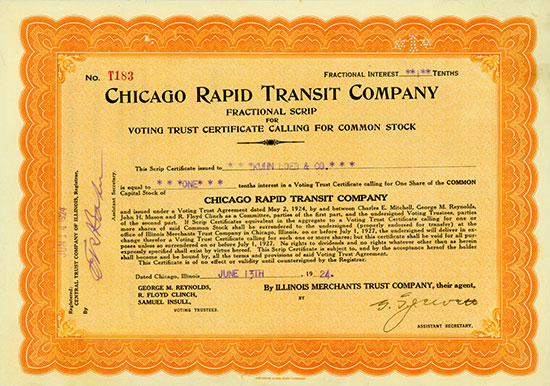 No. T183
FRACTIONAL INTEREST **1** TENTHS
CHICAGO RAPID TRANSIT COMPANY
FRACTIONAL SCRIP
FOR
VOTING TRUST CERTIFICATE CALLING FOR COMMON STOCK
This Scrip Certificate issued to * * * KUHN LOEB & CO. * * *
is equal to * * *ONE* * * tenths interest in a Voting Trust Certificate calling for One Share of the COMMON
Capital Stock of
CHICAGO RAPID TRANSIT COMPANY
and issued under a Voting Trust Agreement dated May 2, 1924, by and between Charles E. Mitchell, George M. Reynolds,
John H. Mason and R. Floyd Clinch as a Committee, parties of the first part, and the undersigned Voting Trustees, parties
of the second part. If Scrip Certificates equivalent in the aggregate to a Voting Trust Certificate calling for one or
more shares of said Common Stock shall be surrendered to the undersigned (properly endorsed for transfer) at the
office of Illinois Merchants Trust Company in Chicago, Illinois, on or before July 1, 1927, the undersigned will deliver in ex-
change therefor a Voting Trust Certificate calling for such one or more shares; but this certificate shall be void for all pur-
poses unless so surrendered on or before July 1, 1927. No rights to dividends and no rights whatever other than as herein
expressly specified shall exist by virtue hereof. This Scrip Certificate is subject to, and by the acceptance hereof the holder
shall become and be bound by, all the terms and provisions of said Voting Trust Agreement.
This Certificate is of no effect or validity until countersigned by the Registrar.
Dated Chicago, Illinois, JUNE 13TH 1924.
GEORGE M. REYNOLDS,
R. FLOYD CLINCH,
SAMUEL INSULL,
VOTING TRUSTEES.
By ILLINOIS MERCHANTS TRUST COMPANY, their agent,
By
ASSISTANT SECRETARY.
Registered:
CENTRAL TRUST COMPANY OF ILLINOIS, Registrar,
By
Assistant Secretary.